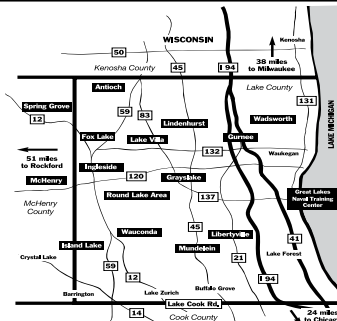 WISCONSIN
Kenosha
50
38 miles
to Milwaukee
Kenosha County
45
I 94
Lake County
Antioch
131
Spring Grove
12
59
83
Lindenhurst
Wadsworth
LAKE MICHIGAN
Fox Lake
Lake Villa
Gurnee
132
Waukegan
51 miles
to Rockford
Ingleside
120
Grayslake
McHenry
Round Lake Area
137
Great Lakes
Naval Training
Center
McHenry
County
Wauconda
45
Libertyville
41
Island Lake
Mundelein
21
Lake Forest
Crystal Lake
59
12
I 94
Buffalo Grove
Lake Zurich
Barrington
Lake Cook Rd.
14
Cook County
24 miles
to Chicago